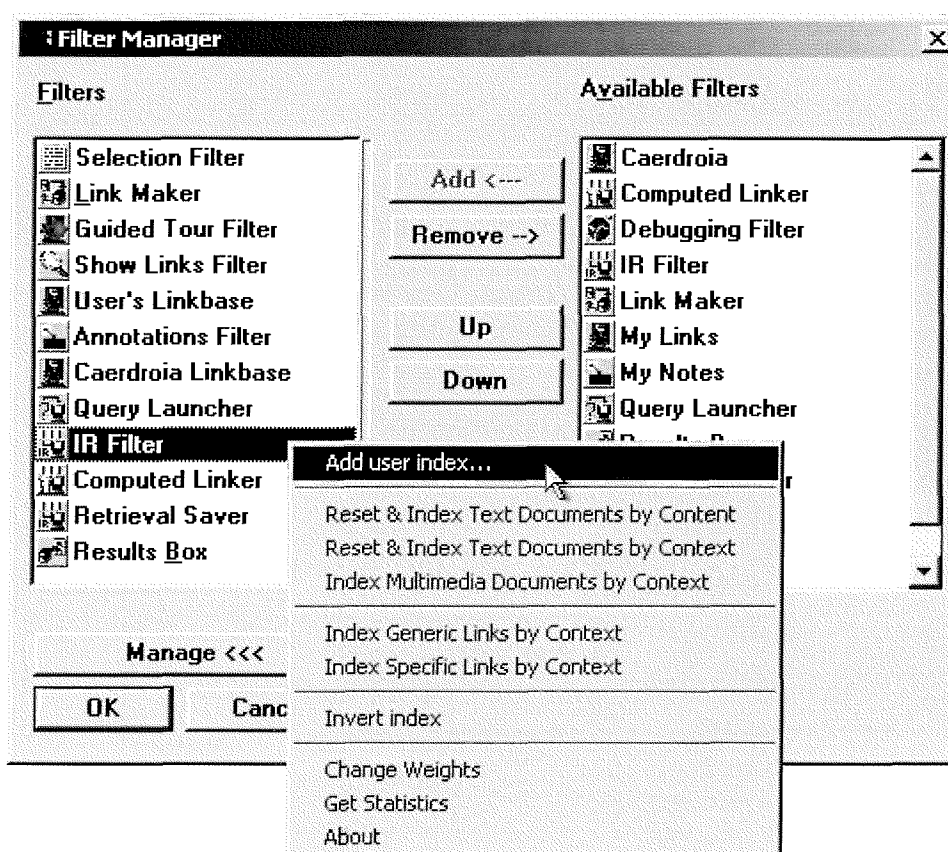 Filter Manager
Filters
Available Filters
Selection Filter
Link Maker
Guided Tour Filter
Show Links Filter
User's Linkbase
Annotations Filter
Caerdroia Linkbase
Query Launcher
IR Filter
Computed Linker
Retrieval Saver
Results Box
Add <---
Remove -->
Up
Down
Caerdroia
Computed Linker
Debugging Filter
IR Filter
Link Maker
My Links
My Notes
Query Launcher
Manage <<<
OK
Canc
Add user index...
Reset & Index Text Documents by Content
Reset & Index Text Documents by Context
Index Multimedia Documents by Context
Index Generic Links by Context
Index Specific Links by Context
Invert index
Change Weights
Get Statistics
About